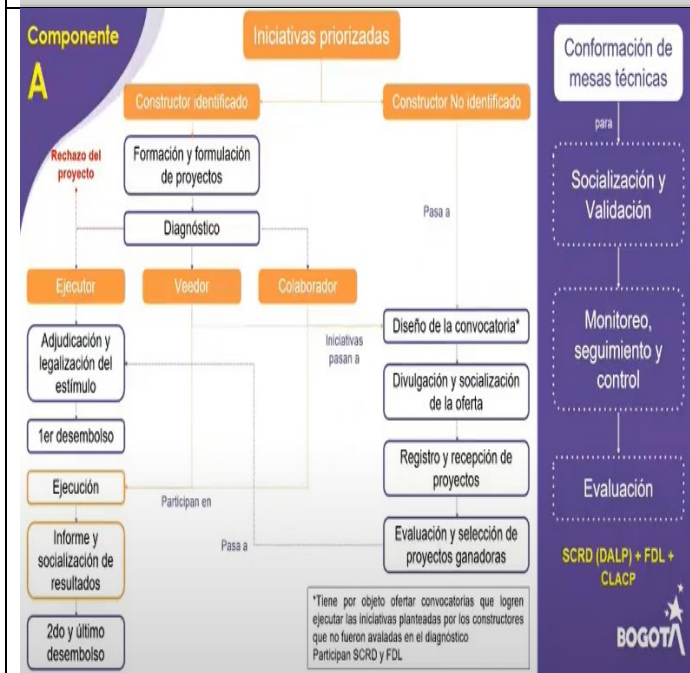 Componente
A
Iniciativas priorizadas
Constructor identificado
Constructor No identificado
Rechazo del
proyecto
Formación y formulación
de proyectos
Diagnóstico
Pasa a
Ejecutor
Veedor
Colaborador
Adjudicación y
legalización del
estímulo
1er desembolso
Ejecución
Informe y
socialización de
resultados
2do y último
desembolso
Iniciativas
pasan a
Participan en
Pasa a
Diseño de la convocatoria*
Divulgación y socialización
de la oferta
Registro y recepción de
proyectos
Evaluación y selección de
proyectos ganadoras
*Tiene por objeto ofertar convocatorias que logren
ejecutar las iniciativas planteadas por los constructores
que no fueron avaladas en el diagnóstico
Participan SCRD y FDL
Conformación de
mesas técnicas
para
Socialización y
Validación
Monitoreo,
seguimiento y
control
Evaluación
SCRD (DALP) + FDL +
CLACP
BOGOTÁ